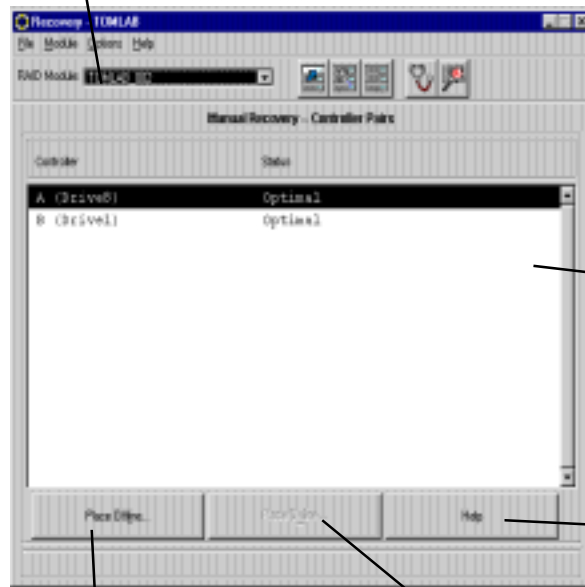 Recovery - TOMLAB
File Module Options Help
RAID Module:
Manual Recovery - Controller Pairs
Controller Status
A (Drive8) Optimal
B (Drive1) Optimal
Place Offline... Help